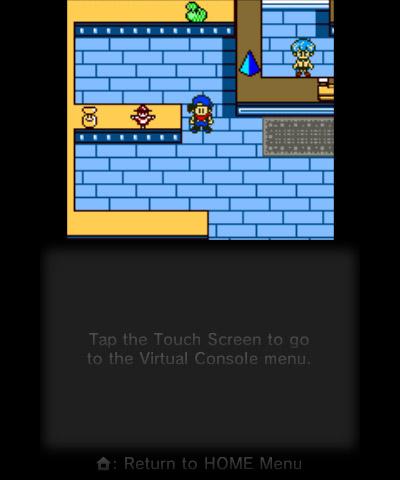 Tap the Touch Screen to go
to the Virtual Console menu.
: Return to HOME Menu